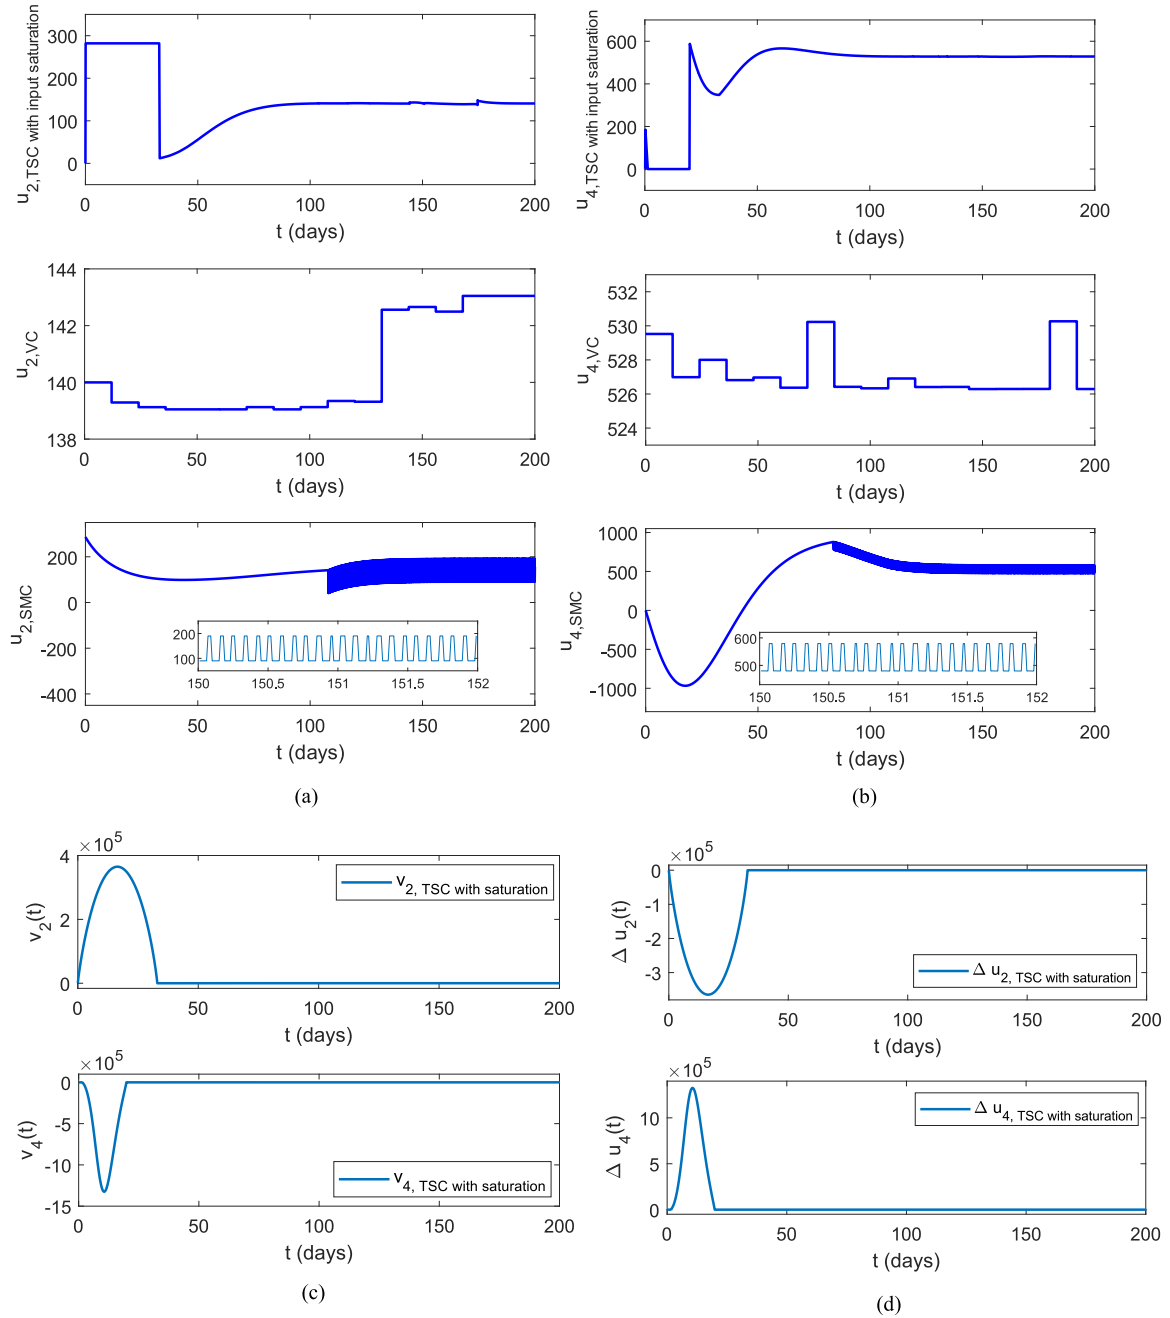 u2,TSC with input saturation
300
200
100
0
0 50 100 150 200
t (days)
u4,TSC with input saturation
600
400
200
0
0 50 100 150 200
t (days)
u2,VC
144
142
140
138
0 50 100 150 200
t (days)
u4,VC
532
530
528
526
524
0 50 100 150 200
t (days)
u2,SMC
200
0
-200
-400
200
100
150 150.5 151 151.5 152
0 50 100 150 200
t (days)
(a)
u4,SMC
1000
500
0
-500
-1000
600
500
150 150.5 151 151.5 152
0 50 100 150 200
t (days)
(b)
×10^5
v2(t)
4
2
0
v2, TSC with saturation
0 50 100 150 200
t (days)
×10^5
v4(t)
0
-5
-10
-15
v4, TSC with saturation
0 50 100 150 200
t (days)
(c)
×10^5
Δ u2(t)
0
-1
-2
-3
Δ u2, TSC with saturation
0 50 100 150 200
t (days)
×10^5
Δ u4(t)
10
5
0
Δ u4, TSC with saturation
0 50 100 150 200
t (days)
(d)